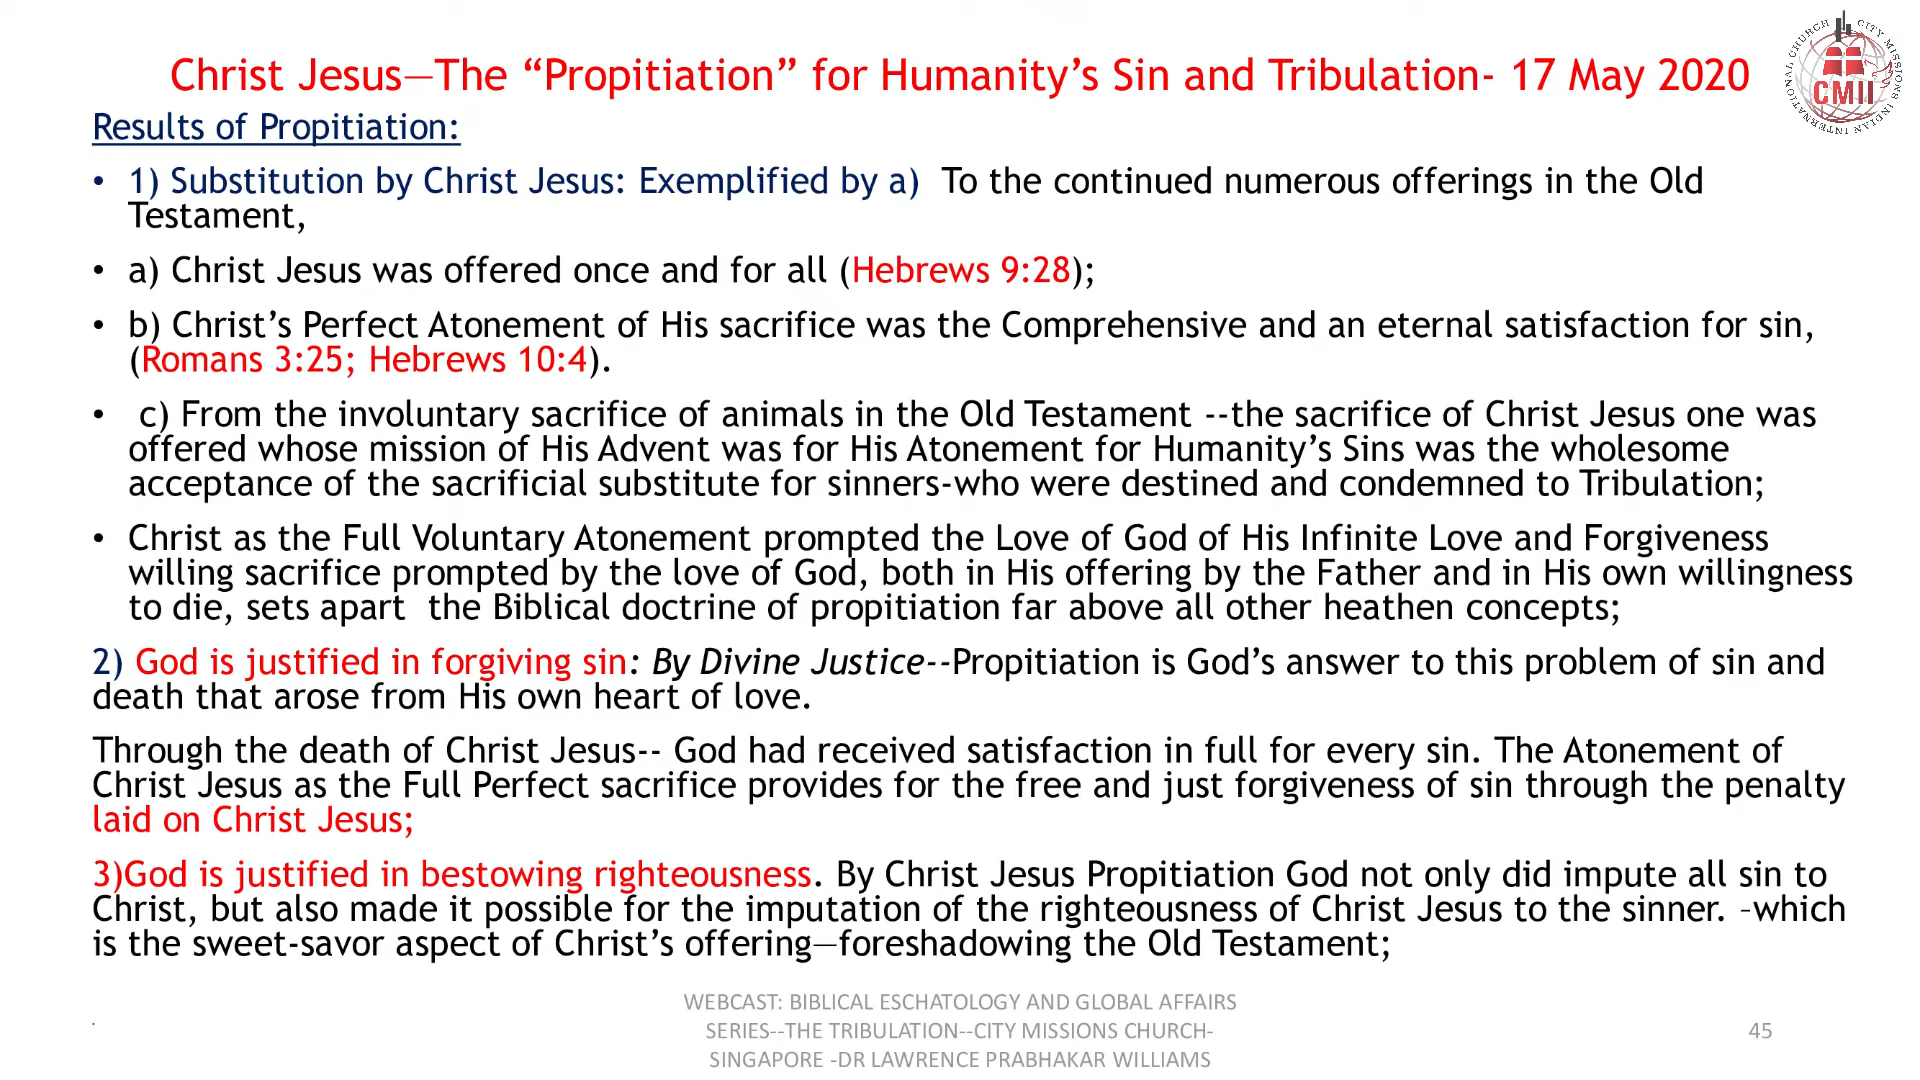 Christ Jesus—The “Propitiation” for Humanity’s Sin and Tribulation- 17 May 2020
INTERNATIONAL CHURCH CITY MISSIONS INDIAN
CMII
Results of Propitiation:
• 1) Substitution by Christ Jesus: Exemplified by a)  To the continued numerous offerings in the Old
Testament,
• a) Christ Jesus was offered once and for all (Hebrews 9:28);
• b) Christ’s Perfect Atonement of His sacrifice was the Comprehensive and an eternal satisfaction for sin,
(Romans 3:25; Hebrews 10:4).
• c) From the involuntary sacrifice of animals in the Old Testament --the sacrifice of Christ Jesus one was
offered whose mission of His Advent was for His Atonement for Humanity’s Sins was the wholesome
acceptance of the sacrificial substitute for sinners-who were destined and condemned to Tribulation;
• Christ as the Full Voluntary Atonement prompted the Love of God of His Infinite Love and Forgiveness
willing sacrifice prompted by the love of God, both in His offering by the Father and in His own willingness
to die, sets apart  the Biblical doctrine of propitiation far above all other heathen concepts;
2) God is justified in forgiving sin: By Divine Justice--Propitiation is God’s answer to this problem of sin and
death that arose from His own heart of love.
Through the death of Christ Jesus-- God had received satisfaction in full for every sin. The Atonement of
Christ Jesus as the Full Perfect sacrifice provides for the free and just forgiveness of sin through the penalty
laid on Christ Jesus;
3)God is justified in bestowing righteousness. By Christ Jesus Propitiation God not only did impute all sin to
Christ, but also made it possible for the imputation of the righteousness of Christ Jesus to the sinner. –which
is the sweet-savor aspect of Christ’s offering—foreshadowing the Old Testament;
.
WEBCAST: BIBLICAL ESCHATOLOGY AND GLOBAL AFFAIRS
SERIES--THE TRIBULATION--CITY MISSIONS CHURCH-
SINGAPORE -DR LAWRENCE PRABHAKAR WILLIAMS
45